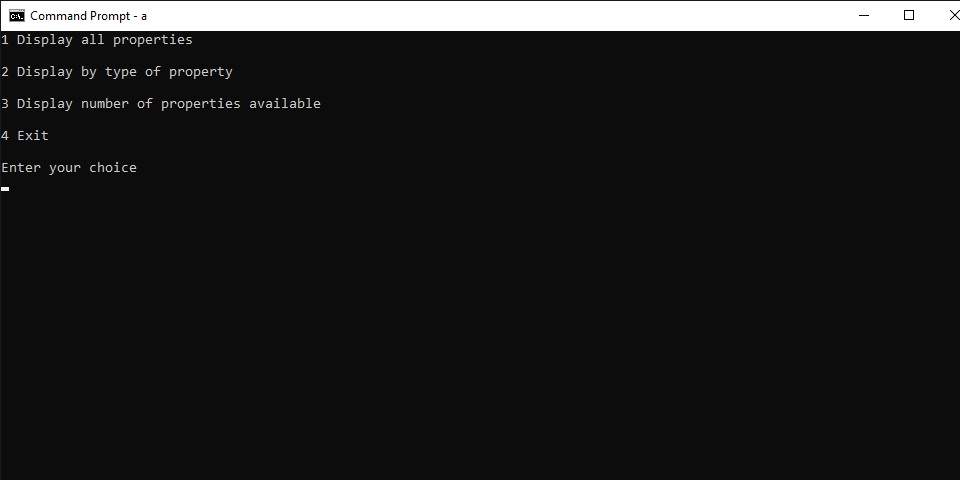 Command Prompt - a
1 Display all properties
2 Display by type of property
3 Display number of properties available
4 Exit
Enter your choice